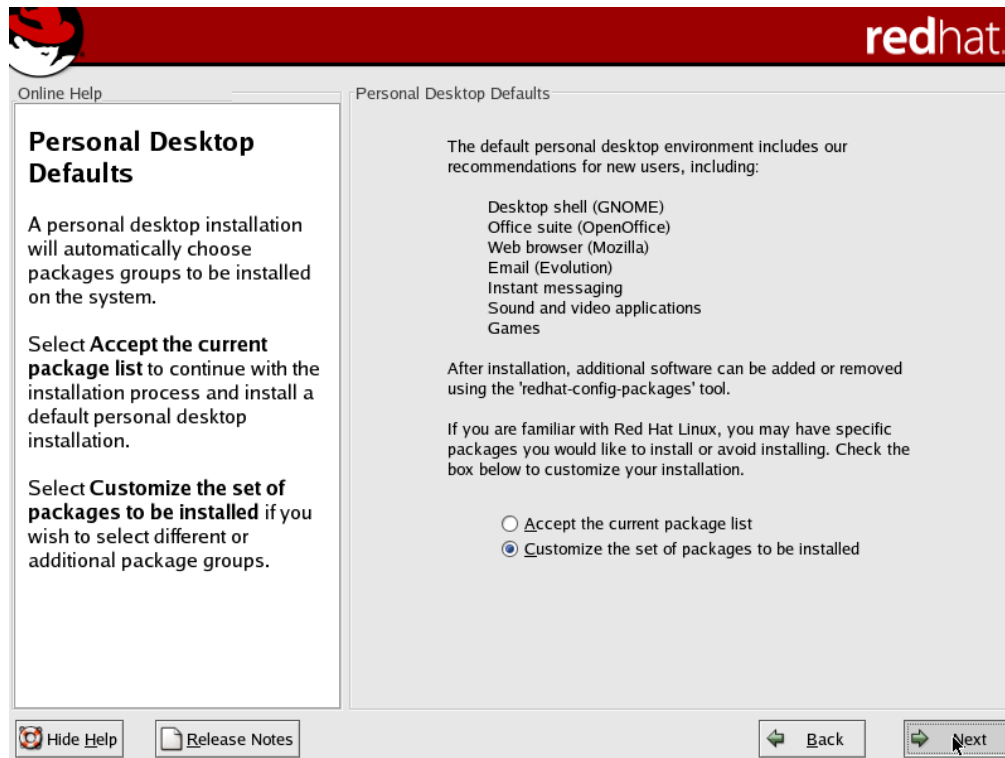 redhat.
Online Help
Personal Desktop
Defaults
A personal desktop installation
will automatically choose
packages groups to be installed
on the system.
Select Accept the current
package list to continue with the
installation process and install a
default personal desktop
installation.
Select Customize the set of
packages to be installed if you
wish to select different or
additional package groups.
Personal Desktop Defaults
The default personal desktop environment includes our
recommendations for new users, including:
Desktop shell (GNOME)
Office suite (OpenOffice)
Web browser (Mozilla)
Email (Evolution)
Instant messaging
Sound and video applications
Games
After installation, additional software can be added or removed
using the 'redhat-config-packages' tool.
If you are familiar with Red Hat Linux, you may have specific
packages you would like to install or avoid installing. Check the
box below to customize your installation.
Accept the current package list
Customize the set of packages to be installed
Hide Help
Release Notes
Back
Next